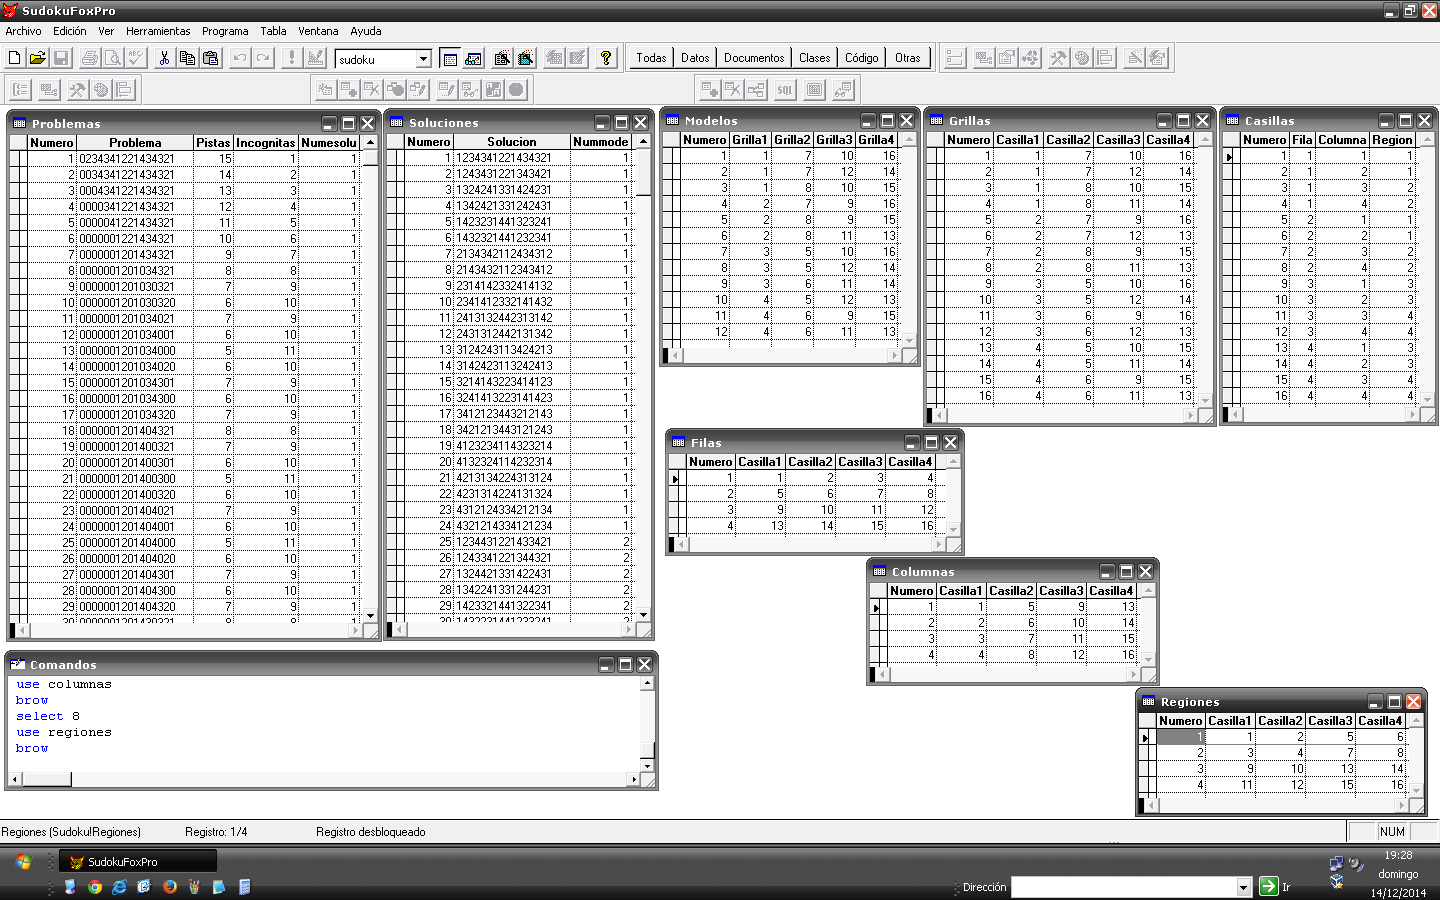 SudokuFoxPro
Archivo Edición Ver Herramientas Programa Tabla Ventana Ayuda
sudoku Todas Datos Documentos Clases Código Otras
SQL
Problemas
Numero Problema Pistas Incognitas Numesolu
1 0234341221434321 15 1 1
2 0034341221434321 14 2 1
3 0004341221434321 13 3 1
4 0000341221434321 12 4 1
5 0000041221434321 11 5 1
6 0000001221434321 10 6 1
7 0000001201434321 9 7 1
8 0000001201034321 8 8 1
9 0000001201030321 7 9 1
10 0000001201030320 6 10 1
11 0000001201034021 7 9 1
12 0000001201034001 6 10 1
13 0000001201034000 5 11 1
14 0000001201034020 6 10 1
15 0000001201034301 7 9 1
16 0000001201034300 6 10 1
17 0000001201034320 7 9 1
18 0000001201404321 8 8 1
19 0000001201400321 7 9 1
20 0000001201400301 6 10 1
21 0000001201400300 5 11 1
22 0000001201400320 6 10 1
23 0000001201404021 7 9 1
24 0000001201404001 6 10 1
25 0000001201404000 5 11 1
26 0000001201404020 6 10 1
27 0000001201404301 7 9 1
28 0000001201404300 6 10 1
29 0000001201404320 7 9 1
30 0000001201430321 8 8 1
Soluciones
Numero Solucion Nummode
1 1234341221434321 1
2 1243431221343421 1
3 1324241331424231 1
4 1342421331242431 1
5 1423231441323241 1
6 1432321441232341 1
7 2134342112434312 1
8 2143432112343412 1
9 2314142332414132 1
10 2341412332141432 1
11 2413132442313142 1
12 2431312442131342 1
13 3124243113424213 1
14 3142423113242413 1
15 3214143223414123 1
16 3241413223141423 1
17 3412123443212143 1
18 3421213443121243 1
19 4123234114323214 1
20 4132324114232314 1
21 4213134224313124 1
22 4231314224131324 1
23 4312124334212134 1
24 4321214334121234 1
25 1234431221433421 2
26 1243341221344321 2
27 1324421331422431 2
28 1342241331244231 2
29 1423321441322341 2
30 1432231441233241 2
Modelos
Numero Grilla1 Grilla2 Grilla3 Grilla4
1 1 7 10 16
2 1 7 12 14
3 1 8 10 15
4 2 7 9 16
5 2 8 9 15
6 2 8 11 13
7 3 5 10 16
8 3 5 12 14
9 3 6 11 14
10 4 5 12 13
11 4 6 9 15
12 4 6 11 13
Grillas
Numero Casilla1 Casilla2 Casilla3 Casilla4
1 1 7 10 16
2 1 7 12 14
3 1 8 10 15
4 1 8 11 14
5 2 7 9 16
6 2 7 12 13
7 2 8 9 15
8 2 8 11 13
9 3 5 10 16
10 3 5 12 14
11 3 6 9 16
12 3 6 12 13
13 4 5 10 15
14 4 5 11 14
15 4 6 9 15
16 4 6 11 13
Casillas
Numero Fila Columna Region
1 1 1 1
2 1 2 1
3 1 3 2
4 1 4 2
5 2 1 1
6 2 2 1
7 2 3 2
8 2 4 2
9 3 1 3
10 3 2 3
11 3 3 4
12 3 4 4
13 4 1 3
14 4 2 3
15 4 3 4
16 4 4 4
Filas
Numero Casilla1 Casilla2 Casilla3 Casilla4
1 1 2 3 4
2 5 6 7 8
3 9 10 11 12
4 13 14 15 16
Columnas
Numero Casilla1 Casilla2 Casilla3 Casilla4
1 1 5 9 13
2 2 6 10 14
3 3 7 11 15
4 4 8 12 16
Comandos
use columnas
brow
select 8
use regiones
brow
Regiones
Numero Casilla1 Casilla2 Casilla3 Casilla4
1 1 2 5 6
2 3 4 7 8
3 9 10 13 14
4 11 12 15 16
Regiones (Sudoku!Regiones) Registro: 1/4 Registro desbloqueado NUM
SudokuFoxPro
Dirección Ir
19:28
domingo
14/12/2014